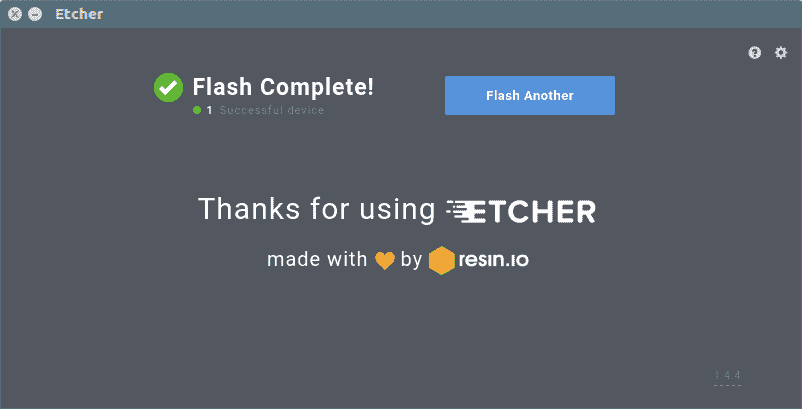 Etcher
Flash Complete!
1 Successful device
Flash Another
Thanks for using ETCHER
made with by resin.io
1.4.4